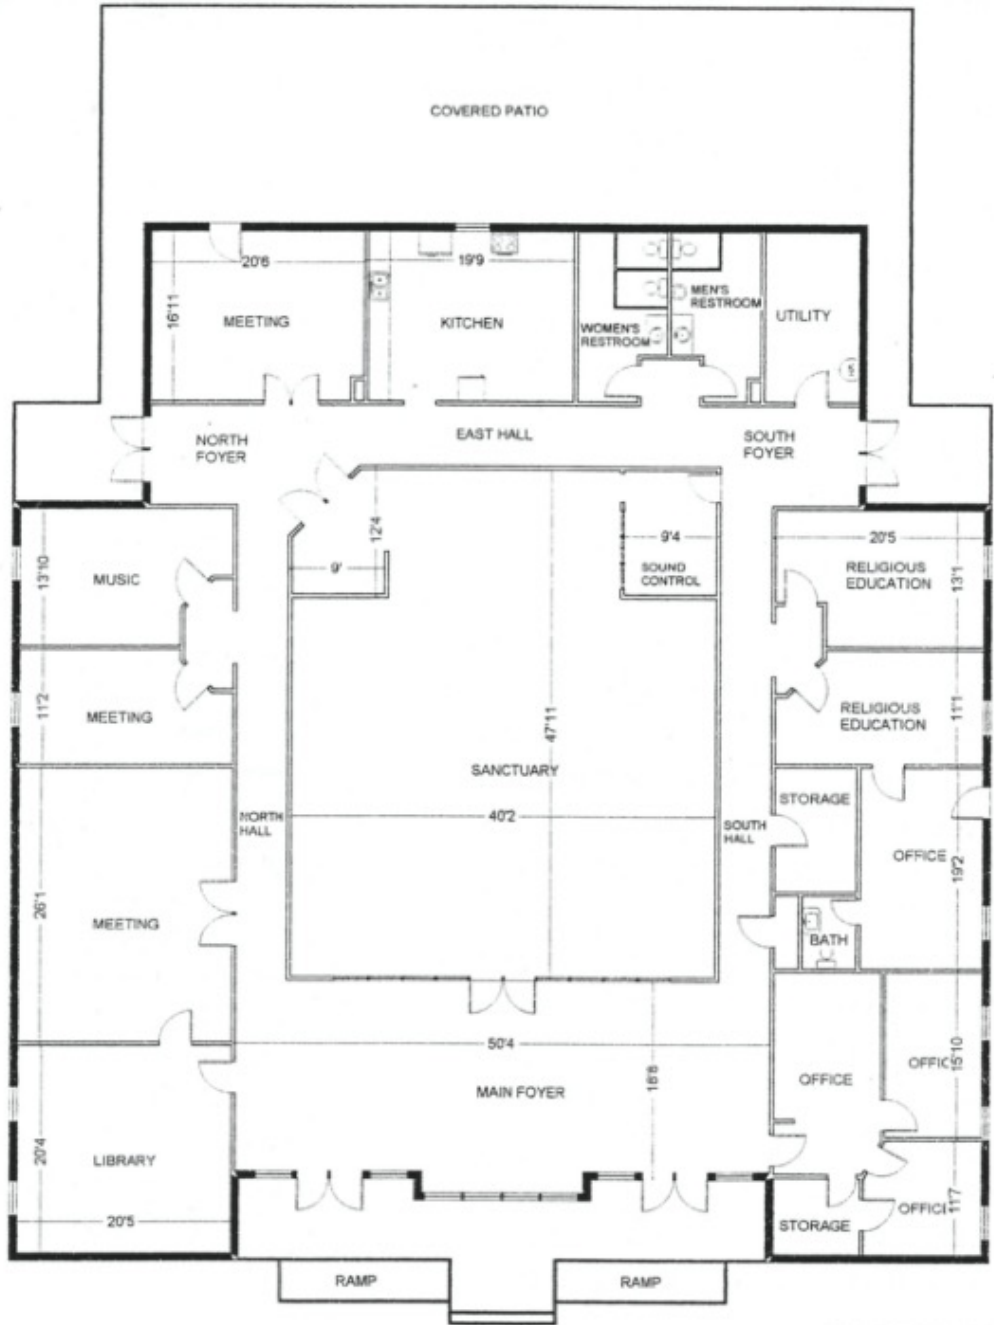 COVERED PATIO
20'6
19'9
16'11
MEETING
KITCHEN
WOMEN'S
RESTROOM
MEN'S
RESTROOM
UTILITY
NORTH
FOYER
EAST HALL
SOUTH
FOYER
13'10
MUSIC
12'4
9'
9'4
SOUND
CONTROL
20'5
RELIGIOUS
EDUCATION
13'1
11'2
MEETING
47'11
RELIGIOUS
EDUCATION
11'1
SANCTUARY
40'2
NORTH
HALL
SOUTH
HALL
STORAGE
OFFICE
19'2
26'1
MEETING
BATH
50'4
MAIN FOYER
18'8
OFFICE
OFFIC
15'10
20'4
LIBRARY
20'5
STORAGE
OFFICE
11'7
RAMP
RAMP